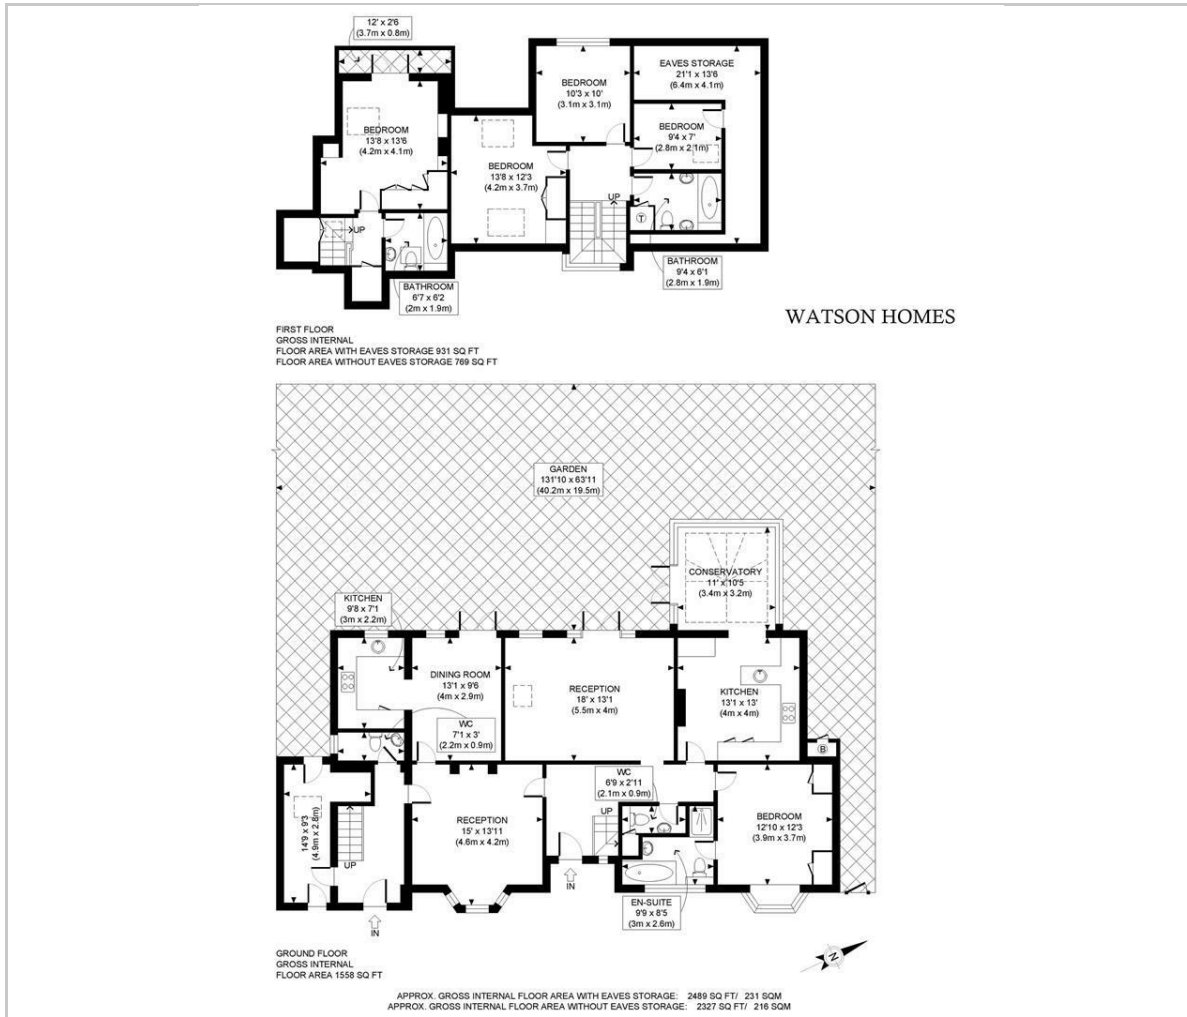 12' x 2'6
(3.7m x 0.8m)
BEDROOM
13'8 x 13'6
(4.2m x 4.1m)
BEDROOM
10'3 x 10'
(3.1m x 3.1m)
EAVES STORAGE
21'1 x 13'6
(6.4m x 4.1m)
BEDROOM
9'4 x 7'
(2.8m x 2.1m)
BEDROOM
13'8 x 12'3
(4.2m x 3.7m)
UP
UP
T
BATHROOM
6'7 x 6'2
(2m x 1.9m)
BATHROOM
9'4 x 6'1
(2.8m x 1.9m)
WATSON HOMES
FIRST FLOOR
GROSS INTERNAL
FLOOR AREA WITH EAVES STORAGE 931 SQ FT
FLOOR AREA WITHOUT EAVES STORAGE 769 SQ FT
GARDEN
131'10 x 63'11
(40.2m x 19.5m)
CONSERVATORY
11' x 10'5
(3.4m x 3.2m)
KITCHEN
9'8 x 7'1
(3m x 2.2m)
DINING ROOM
13'1 x 9'6
(4m x 2.9m)
RECEPTION
18' x 13'1
(5.5m x 4m)
KITCHEN
13'1 x 13'
(4m x 4m)
WC
7'1 x 3'
(2.2m x 0.9m)
B
WC
6'9 x 2'11
(2.1m x 0.9m)
14'9 x 9'3
(4.9m x 2.8m)
UP
RECEPTION
15' x 13'11
(4.6m x 4.2m)
UP
BEDROOM
12'10 x 12'3
(3.9m x 3.7m)
IN
EN-SUITE
9'9 x 8'5
(3m x 2.6m)
IN
N
GROUND FLOOR
GROSS INTERNAL
FLOOR AREA 1558 SQ FT
APPROX. GROSS INTERNAL FLOOR AREA WITH EAVES STORAGE: 2489 SQ FT/ 231 SQM
APPROX. GROSS INTERNAL FLOOR AREA WITHOUT EAVES STORAGE: 2327 SQ FT/ 216 SQM